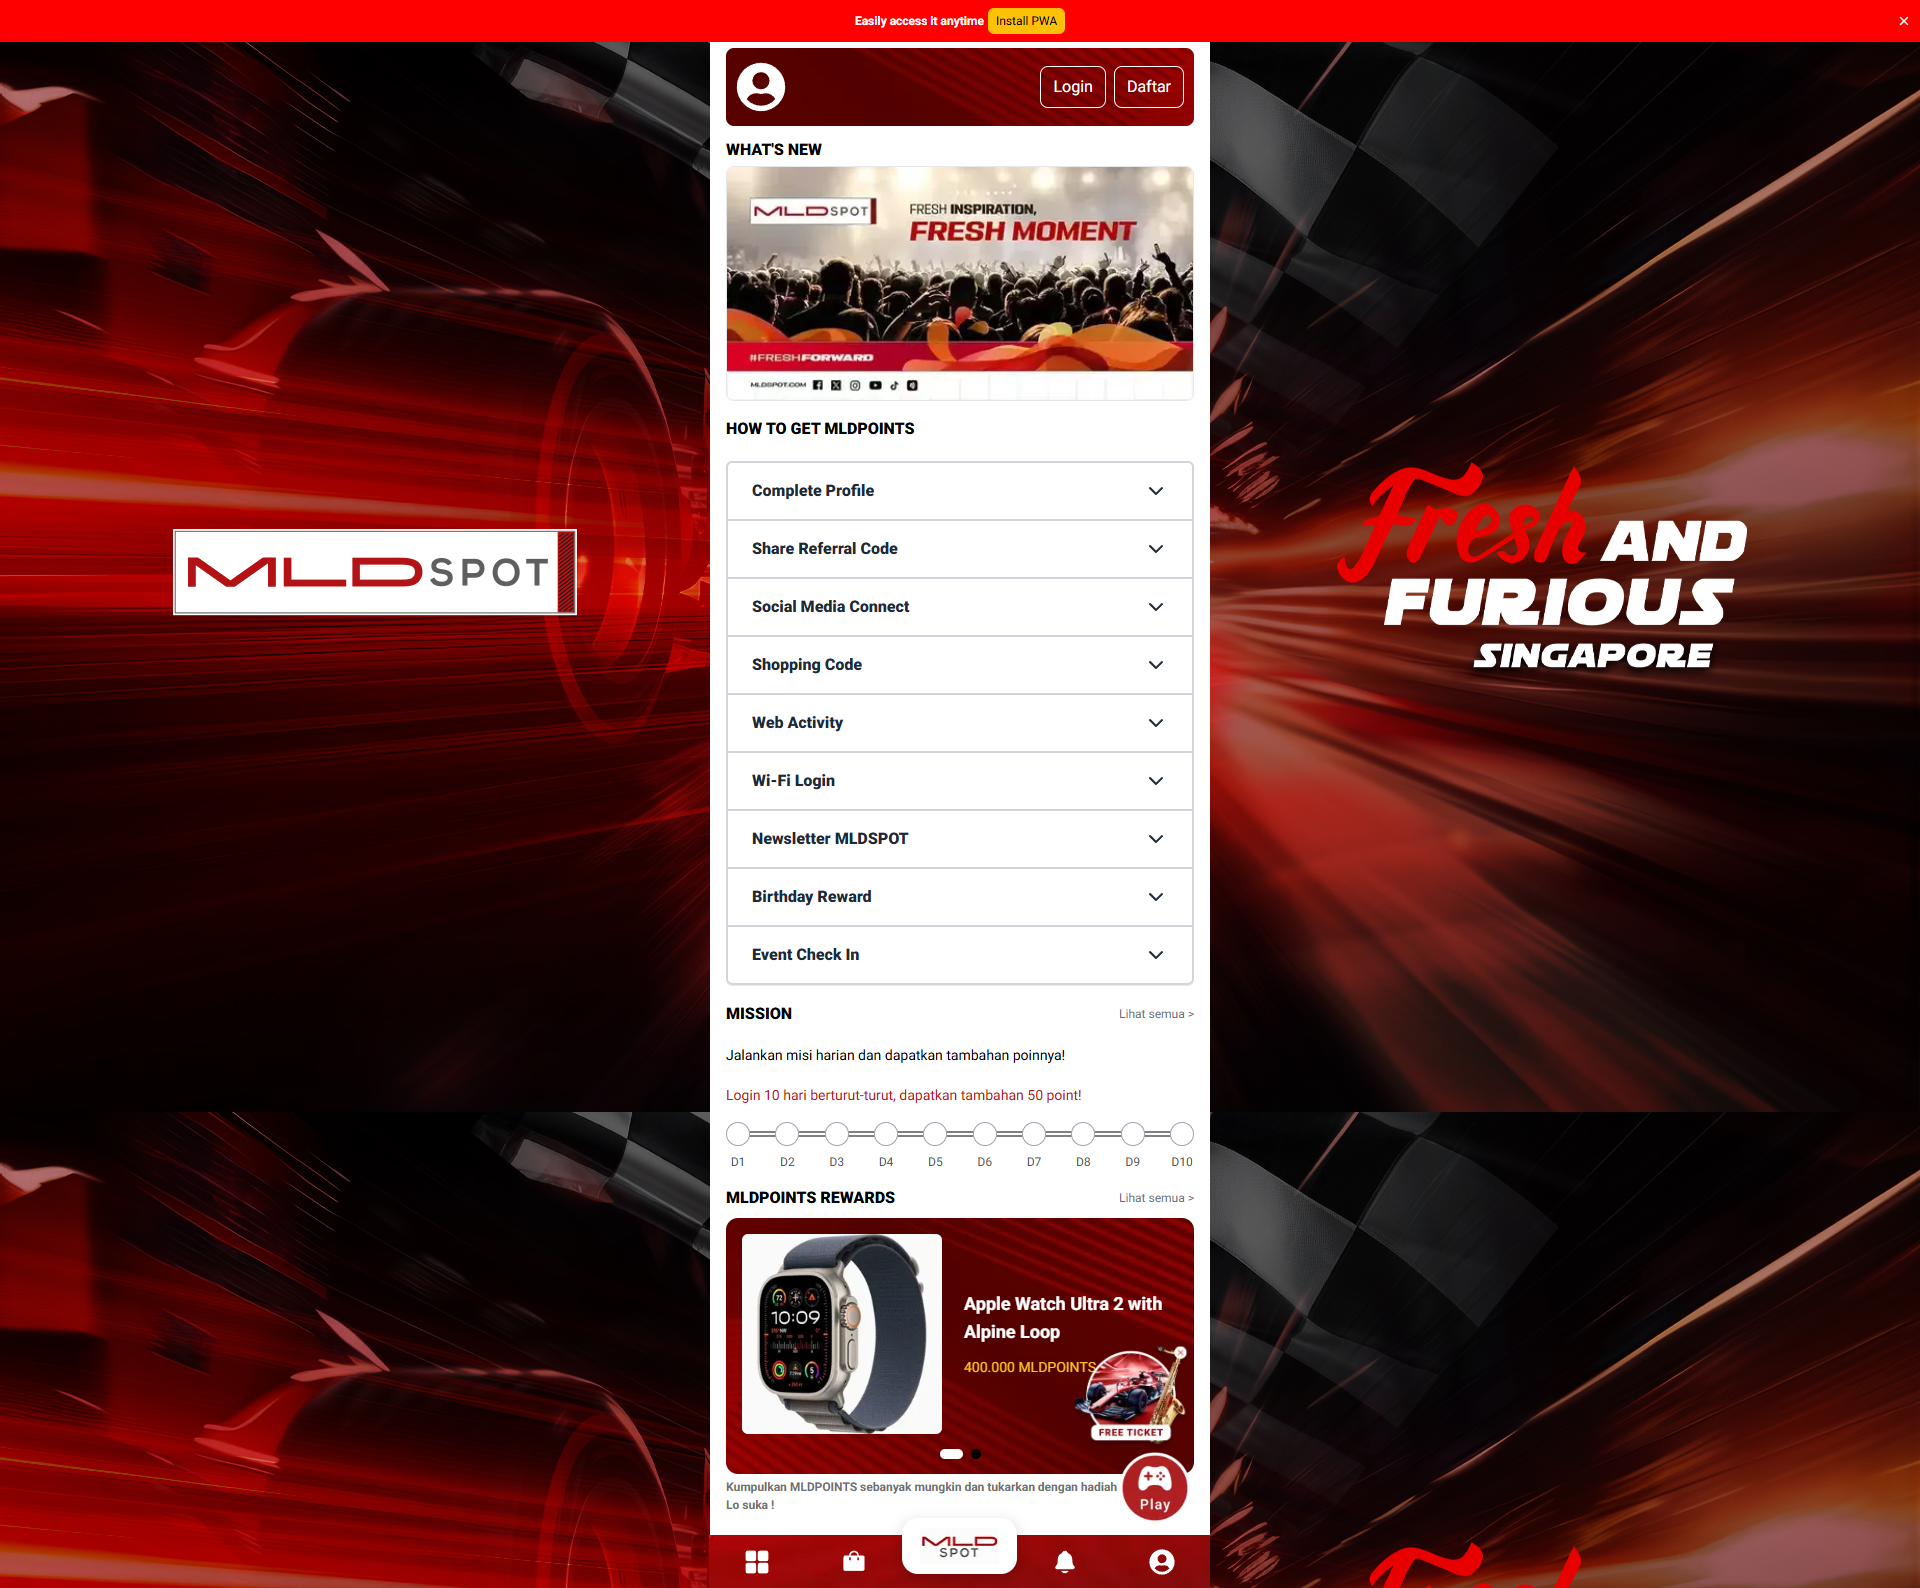 Easily access it anytime Install PWA
Login Daftar
WHAT'S NEW
MLDSPOT
FRESH INSPIRATION,
FRESH MOMENT
#FRESHFORWARD
MLDSPOT.COM
HOW TO GET MLDPOINTS
Complete Profile
Share Referral Code
Social Media Connect
Shopping Code
Web Activity
Wi-Fi Login
Newsletter MLDSPOT
Birthday Reward
Event Check In
MISSION Lihat semua >
Jalankan misi harian dan dapatkan tambahan poinnya!
Login 10 hari berturut-turut, dapatkan tambahan 50 point!
D1 D2 D3 D4 D5 D6 D7 D8 D9 D10
MLDPOINTS REWARDS Lihat semua >
10:09
Apple Watch Ultra 2 with
Alpine Loop
400.000 MLDPOINTS
FREE TICKET
Kumpulkan MLDPOINTS sebanyak mungkin dan tukarkan dengan hadiah
Lo suka !
Play
MLD
SPOT
MLDSPOT
Fresh AND
FURIOUS
SINGAPORE